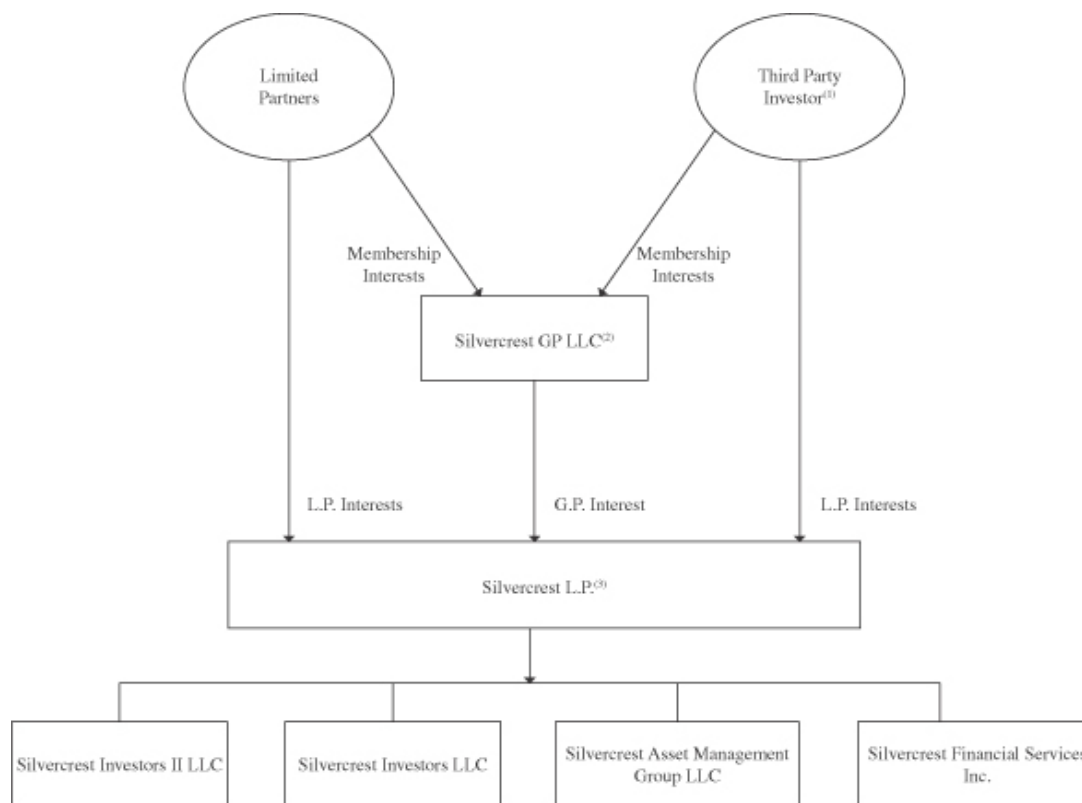 Limited
Partners
Third Party
Investor(1)
Membership
Interests
Membership
Interests
Silvercrest GP LLC(2)
L.P. Interests
G.P. Interest
L.P. Interests
Silvercrest L.P.(3)
Silvercrest Investors II LLC
Silvercrest Investors LLC
Silvercrest Asset Management
Group LLC
Silvercrest Financial Services
Inc.